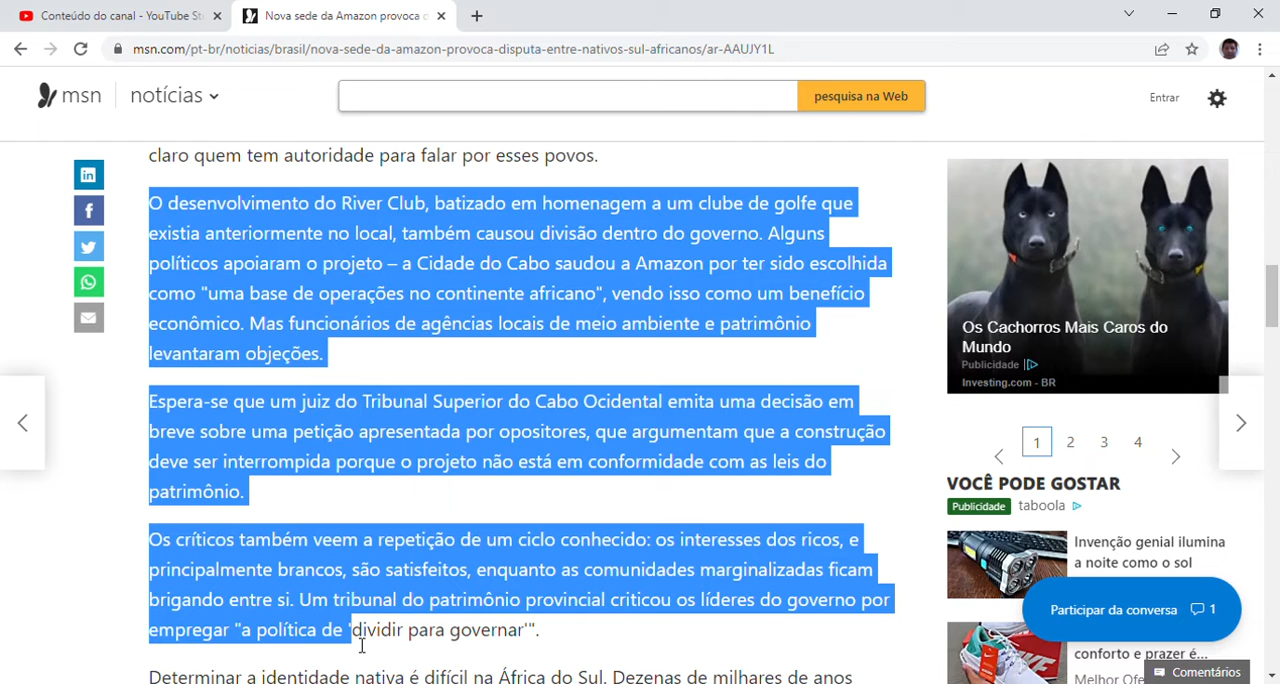 Conteúdo do canal - YouTube St
Nova sede da Amazon provoca d
msn.com/pt-br/noticias/brasil/nova-sede-da-amazon-provoca-disputa-entre-nativos-sul-africanos/ar-AAUJY1L
msn
notícias
pesquisa na Web
Entrar
claro quem tem autoridade para falar por esses povos.
O desenvolvimento do River Club, batizado em homenagem a um clube de golfe que
existia anteriormente no local, também causou divisão dentro do governo. Alguns
políticos apoiaram o projeto – a Cidade do Cabo saudou a Amazon por ter sido escolhida
como "uma base de operações no continente africano", vendo isso como um benefício
econômico. Mas funcionários de agências locais de meio ambiente e patrimônio
levantaram objeções.
Espera-se que um juiz do Tribunal Superior do Cabo Ocidental emita uma decisão em
breve sobre uma petição apresentada por opositores, que argumentam que a construção
deve ser interrompida porque o projeto não está em conformidade com as leis do
patrimônio.
Os críticos também veem a repetição de um ciclo conhecido: os interesses dos ricos, e
principalmente brancos, são satisfeitos, enquanto as comunidades marginalizadas ficam
brigando entre si. Um tribunal do patrimônio provincial criticou os líderes do governo por
empregar "a política de 'dividir para governar'".
Determinar a identidade nativa é difícil na África do Sul. Dezenas de milhares de anos
Os Cachorros Mais Caros do
Mundo
Publicidade
Investing.com - BR
1 2 3 4
VOCÊ PODE GOSTAR
Publicidade taboola
Invenção genial ilumina
a noite como o sol
Participar da conversa 1
conforto e prazer é...
Melhor Ofe
Comentários